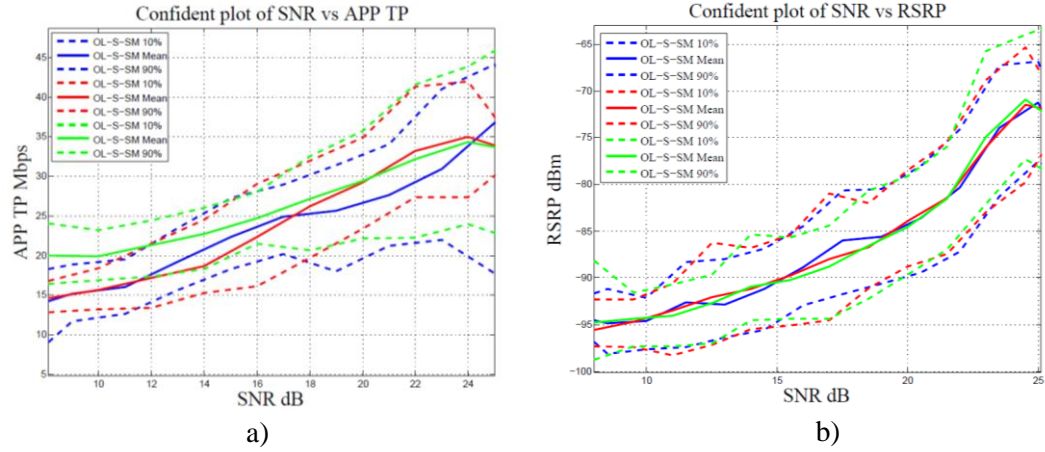 Confident plot of SNR vs APP TP
OL-S-SM 10%
OL-S-SM Mean
OL-S-SM 90%
OL-S-SM 10%
OL-S-SM Mean
OL-S-SM 90%
OL-S-SM 10%
OL-S-SM Mean
OL-S-SM 90%
APP TP Mbps
45
40
35
30
25
20
15
10
5
10 12 14 16 18 20 22 24
SNR dB
a)
Confident plot of SNR vs RSRP
OL-S-SM 10%
OL-S-SM Mean
OL-S-SM 90%
OL-S-SM 10%
OL-S-SM Mean
OL-S-SM 90%
OL-S-SM 10%
OL-S-SM Mean
OL-S-SM 90%
RSRP dBm
-65
-70
-75
-80
-85
-90
-95
-100
10 15 20 25
SNR dB
b)